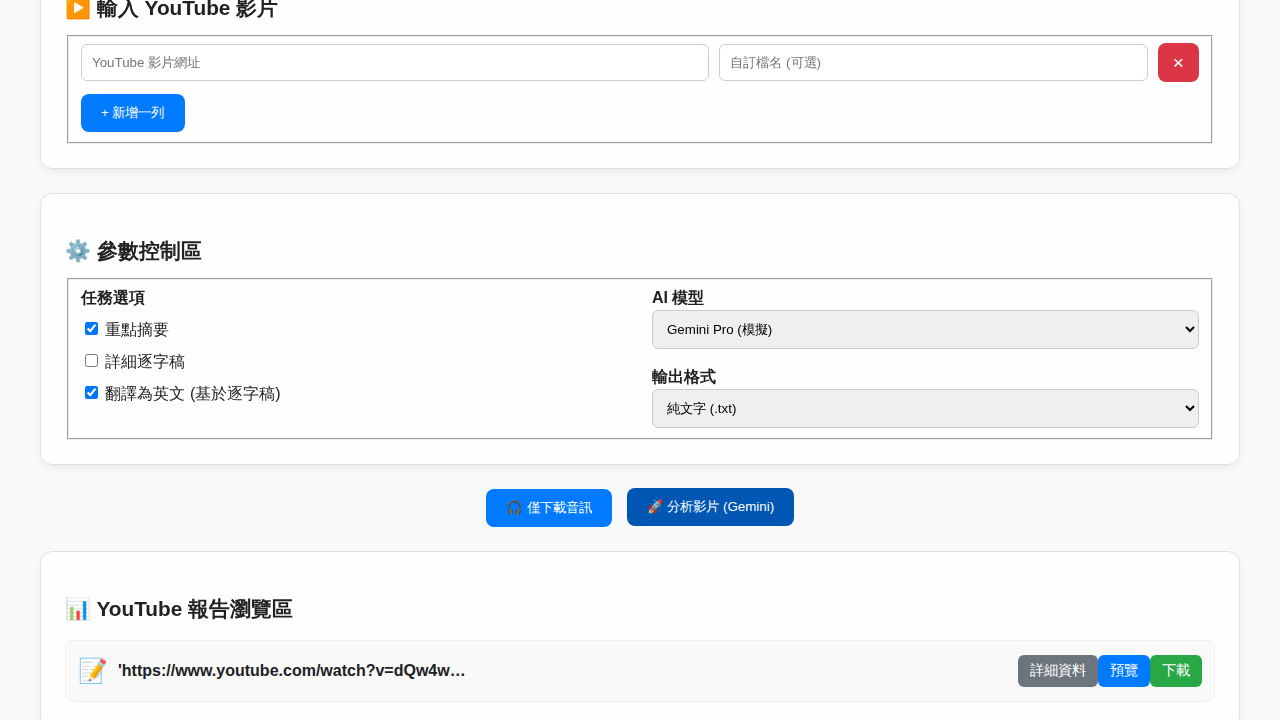 輸入 YouTube 影片
YouTube 影片網址
自訂檔名 (可選)
×
+ 新增一列
參數控制區
任務選項
重點摘要
詳細逐字稿
翻譯為英文 (基於逐字稿)
AI 模型
Gemini Pro (模擬)
輸出格式
純文字 (.txt)
僅下載音訊
分析影片 (Gemini)
YouTube 報告瀏覽區
'https://www.youtube.com/watch?v=dQw4w…
詳細資料
預覽
下載